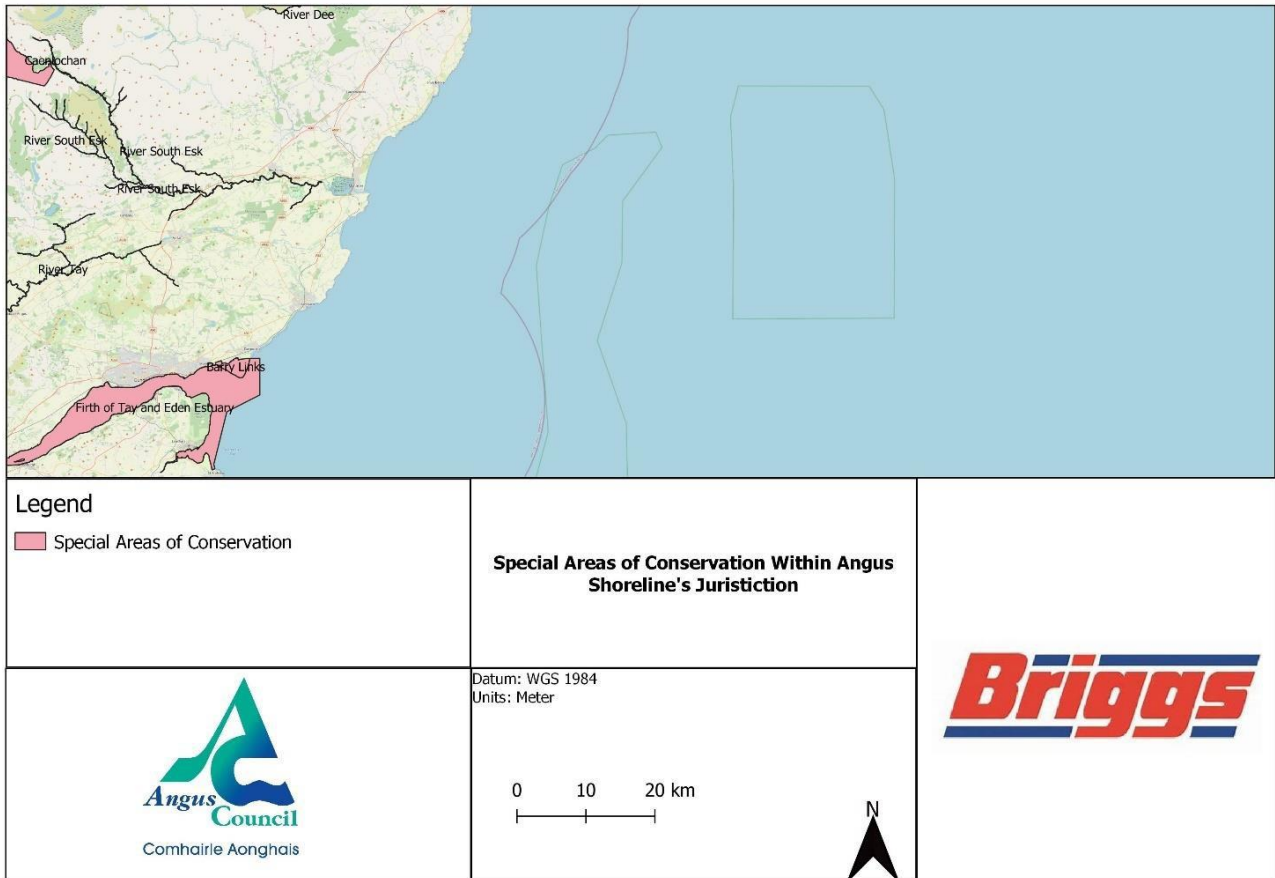 River Dee
Caenlochan
River South Esk
River South Esk
River South Esk
River Tay
Barry Links
Firth of Tay and Eden Estuary
Legend
Special Areas of Conservation
Special Areas of Conservation Within Angus
Shoreline's Juristiction
Angus
Council
Comhairle Aonghais
Datum: WGS 1984
Units: Meter
0 10 20 km
N
Briggs